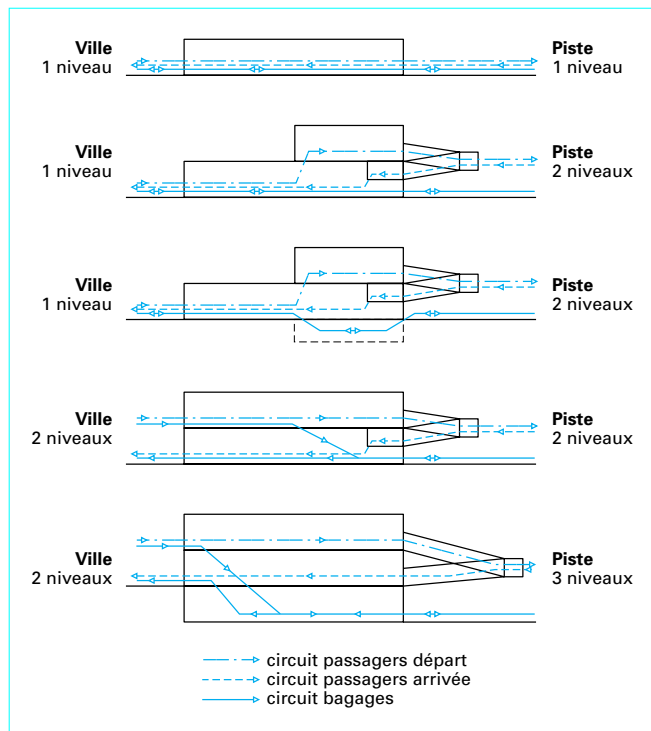 Ville
1 niveau
Piste
1 niveau
Ville
1 niveau
Piste
2 niveaux
Ville
1 niveau
Piste
2 niveaux
Ville
2 niveaux
Piste
2 niveaux
Ville
2 niveaux
Piste
3 niveaux
circuit passagers départ
circuit passagers arrivée
circuit bagages